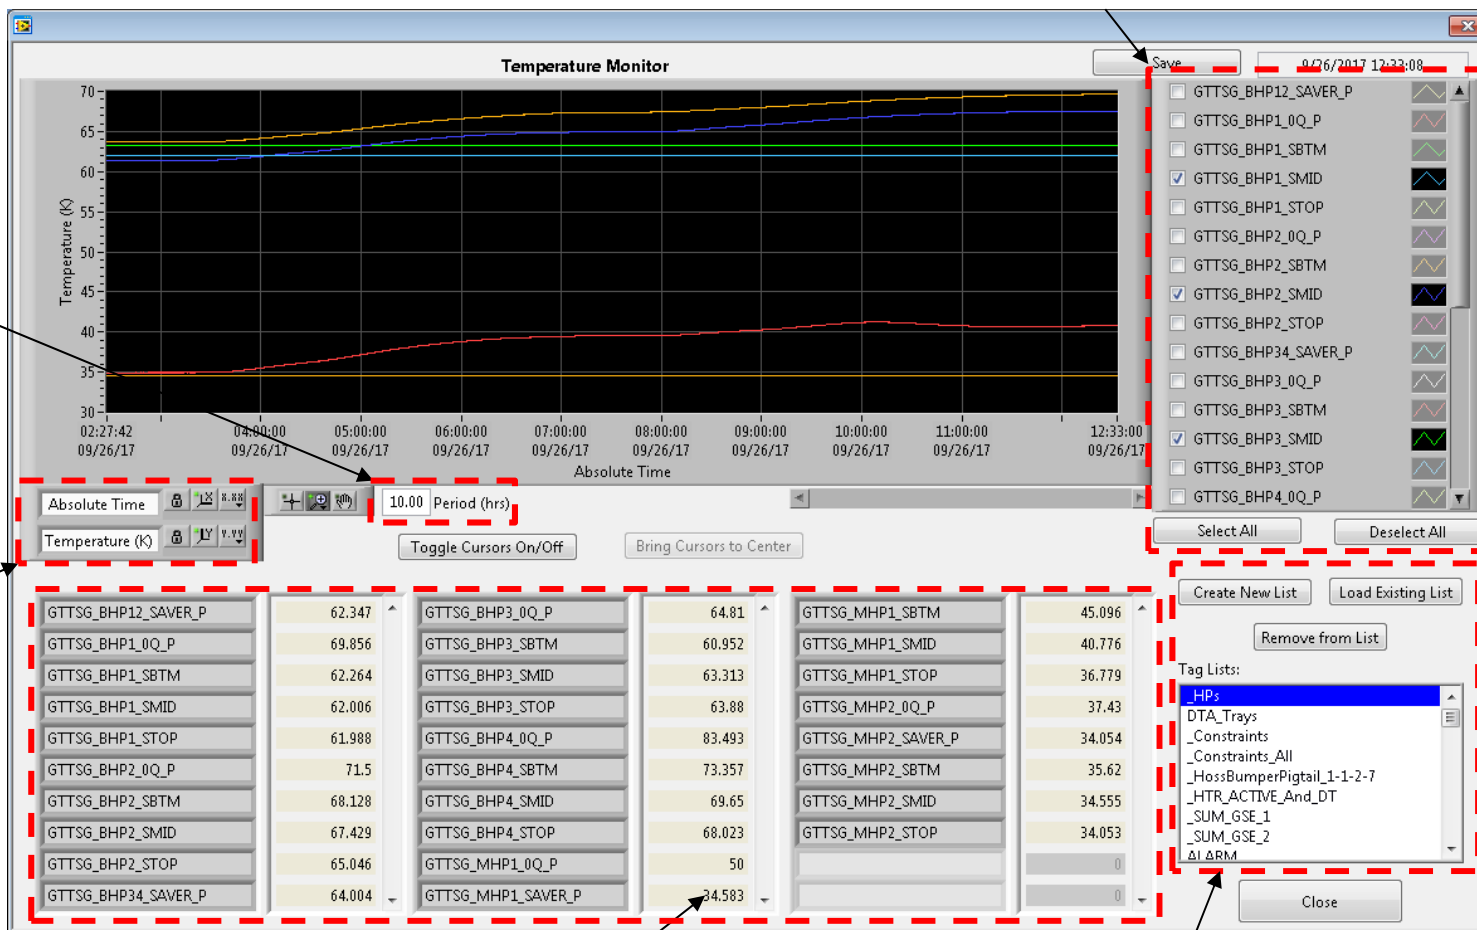 Temperature Monitor
Save
9/26/2017 12:33:08
70
65
60
55
50
45
40
35
30
Temperature (K)
02:27:42 04:00:00 05:00:00 06:00:00 07:00:00 08:00:00 09:00:00 10:00:00 11:00:00 12:33:00
09/26/17 09/26/17 09/26/17 09/26/17 09/26/17 09/26/17 09/26/17 09/26/17 09/26/17 09/26/17
Absolute Time
GTTSG_BHP12_SAVER_P
GTTSG_BHP1_0Q_P
GTTSG_BHP1_SBTM
GTTSG_BHP1_SMID
GTTSG_BHP1_STOP
GTTSG_BHP2_0Q_P
GTTSG_BHP2_SBTM
GTTSG_BHP2_SMID
GTTSG_BHP2_STOP
GTTSG_BHP34_SAVER_P
GTTSG_BHP3_0Q_P
GTTSG_BHP3_SBTM
GTTSG_BHP3_SMID
GTTSG_BHP3_STOP
GTTSG_BHP4_0Q_P
Select All Deselect All
Absolute Time X X.XX
Temperature (K) Y Y.YY
10.00 Period (hrs)
Toggle Cursors On/Off Bring Cursors to Center
GTTSG_BHP12_SAVER_P 62.347 GTTSG_BHP3_0Q_P 64.81 GTTSG_MHP1_SBTM 45.096
GTTSG_BHP1_0Q_P 69.856 GTTSG_BHP3_SBTM 60.952 GTTSG_MHP1_SMID 40.776
GTTSG_BHP1_SBTM 62.264 GTTSG_BHP3_SMID 63.313 GTTSG_MHP1_STOP 36.779
GTTSG_BHP1_SMID 62.006 GTTSG_BHP3_STOP 63.88 GTTSG_MHP2_0Q_P 37.43
GTTSG_BHP1_STOP 61.988 GTTSG_BHP4_0Q_P 83.493 GTTSG_MHP2_SAVER_P 34.054
GTTSG_BHP2_0Q_P 71.5 GTTSG_BHP4_SBTM 73.357 GTTSG_MHP2_SBTM 35.62
GTTSG_BHP2_SBTM 68.128 GTTSG_BHP4_SMID 69.65 GTTSG_MHP2_SMID 34.555
GTTSG_BHP2_SMID 67.429 GTTSG_BHP4_STOP 68.023 GTTSG_MHP2_STOP 34.053
GTTSG_BHP2_STOP 65.046 GTTSG_MHP1_0Q_P 50 0
GTTSG_BHP34_SAVER_P 64.004 GTTSG_MHP1_SAVER_P 34.583 0
Create New List Load Existing List
Remove from List
Tag Lists:
_HPs
DTA_Trays
_Constraints
_Constraints_All
_HossBumperPigtail_1-1-2-7
_HTR_ACTIVE_And_DT
_SUM_GSE_1
_SUM_GSE_2
ALARM
Close